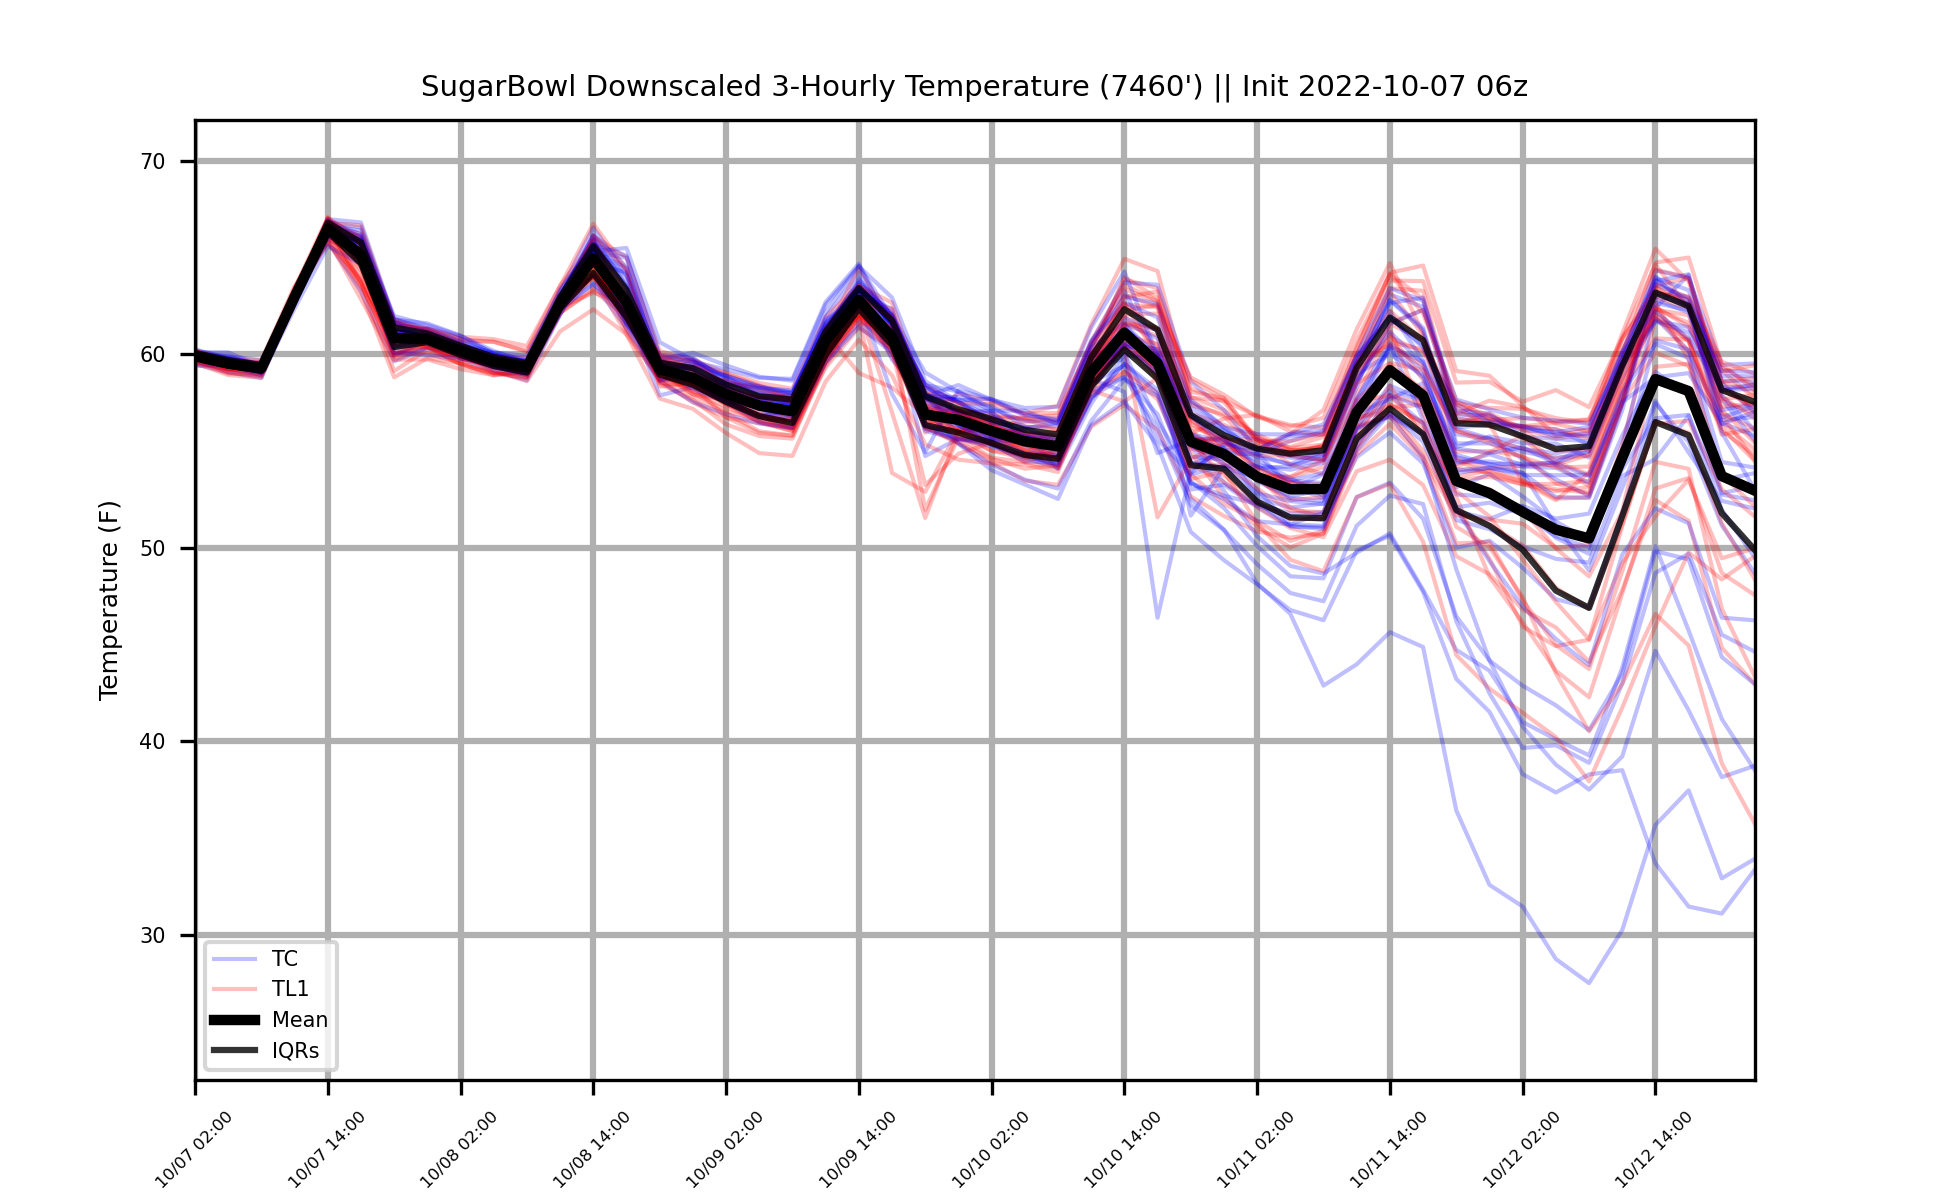 SugarBowl Downscaled 3-Hourly Temperature (7460') || Init 2022-10-07 06z
Temperature (F)
70
60
50
40
30
TC
TL1
Mean
IQRs
10/07 02:00
10/07 14:00
10/08 02:00
10/08 14:00
10/09 02:00
10/09 14:00
10/10 02:00
10/10 14:00
10/11 02:00
10/11 14:00
10/12 02:00
10/12 14:00